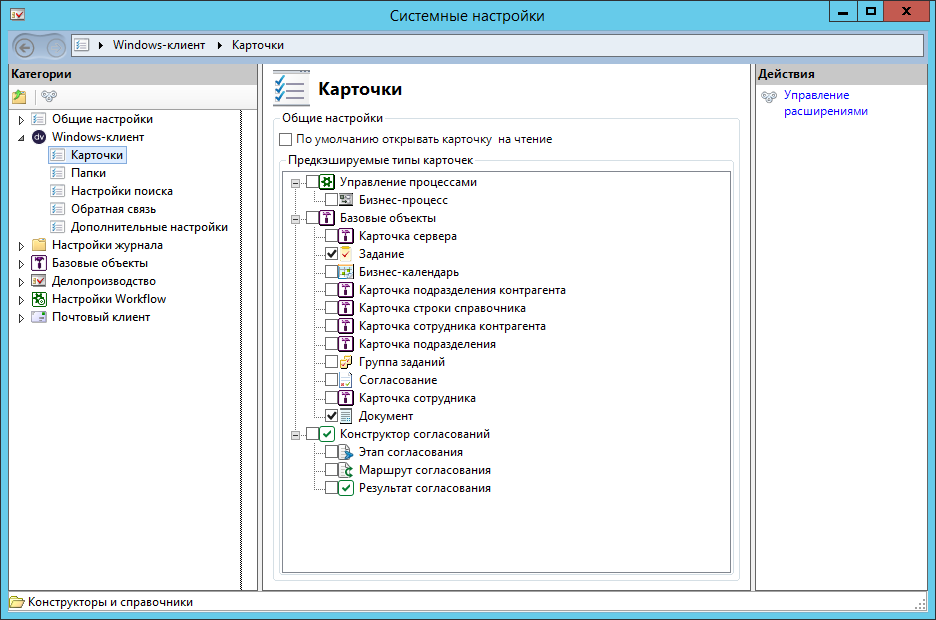 Системные настройки
Windows-клиент
Карточки
Категории
Общие настройки
Windows-клиент
Карточки
Папки
Настройки поиска
Обратная связь
Дополнительные настройки
Настройки журнала
Базовые объекты
Делопроизводство
Настройки Workflow
Почтовый клиент
Карточки
Общие настройки
По умолчанию открывать карточку на чтение
Предкэшируемые типы карточек
Управление процессами
Бизнес-процесс
Базовые объекты
Карточка сервера
Задание
Бизнес-календарь
Карточка подразделения контрагента
Карточка строки справочника
Карточка сотрудника контрагента
Карточка подразделения
Группа заданий
Согласование
Карточка сотрудника
Документ
Конструктор согласований
Этап согласования
Маршрут согласования
Результат согласования
Действия
Управление
расширениями
Конструкторы и справочники